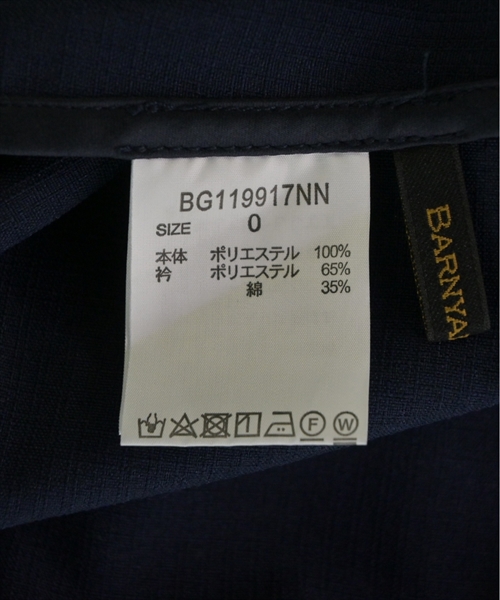 BG119917NN
SIZE 0
本体 ポリエステル 100%
衿 ポリエステル 65%
綿 35%
F W
BARNYA